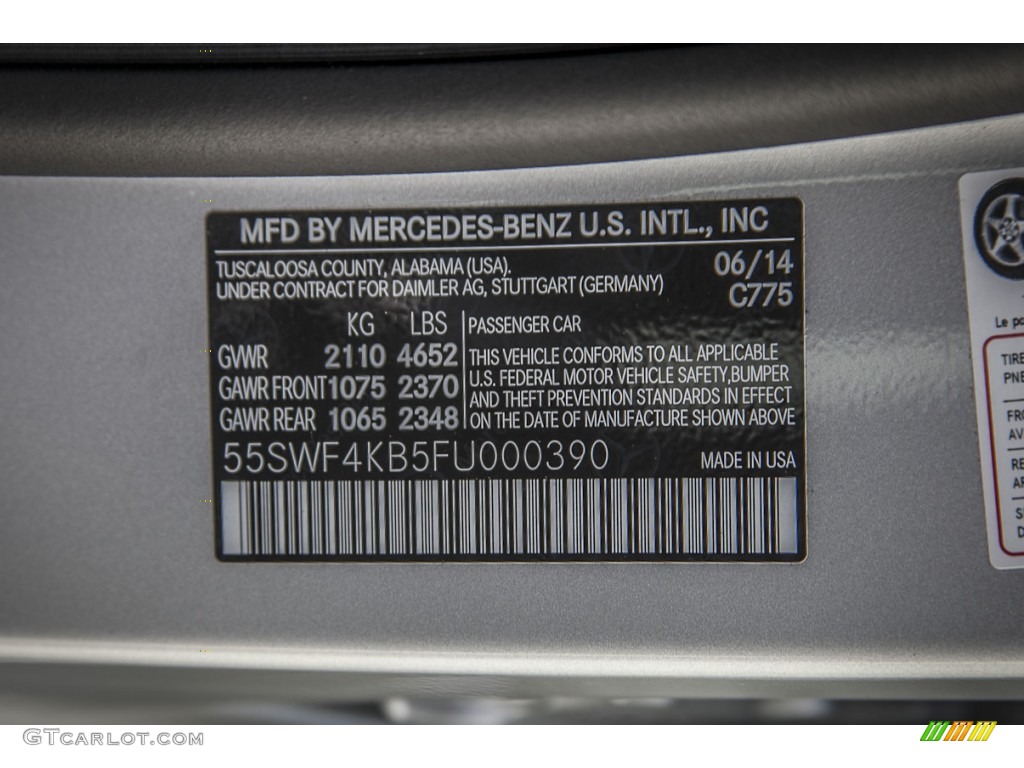 MFD BY MERCEDES-BENZ U.S. INTL., INC
TUSCALOOSA COUNTY, ALABAMA (USA). 06/14
UNDER CONTRACT FOR DAIMLER AG, STUTTGART (GERMANY) C775
KG LBS PASSENGER CAR
GVWR 2110 4652 THIS VEHICLE CONFORMS TO ALL APPLICABLE
GAWR FRONT 1075 2370 U.S. FEDERAL MOTOR VEHICLE SAFETY,BUMPER
AND THEFT PREVENTION STANDARDS IN EFFECT
GAWR REAR 1065 2348 ON THE DATE OF MANUFACTURE SHOWN ABOVE
55SWF4KB5FU000390 MADE IN USA
Le
TIRE
GTCARLOT.COM